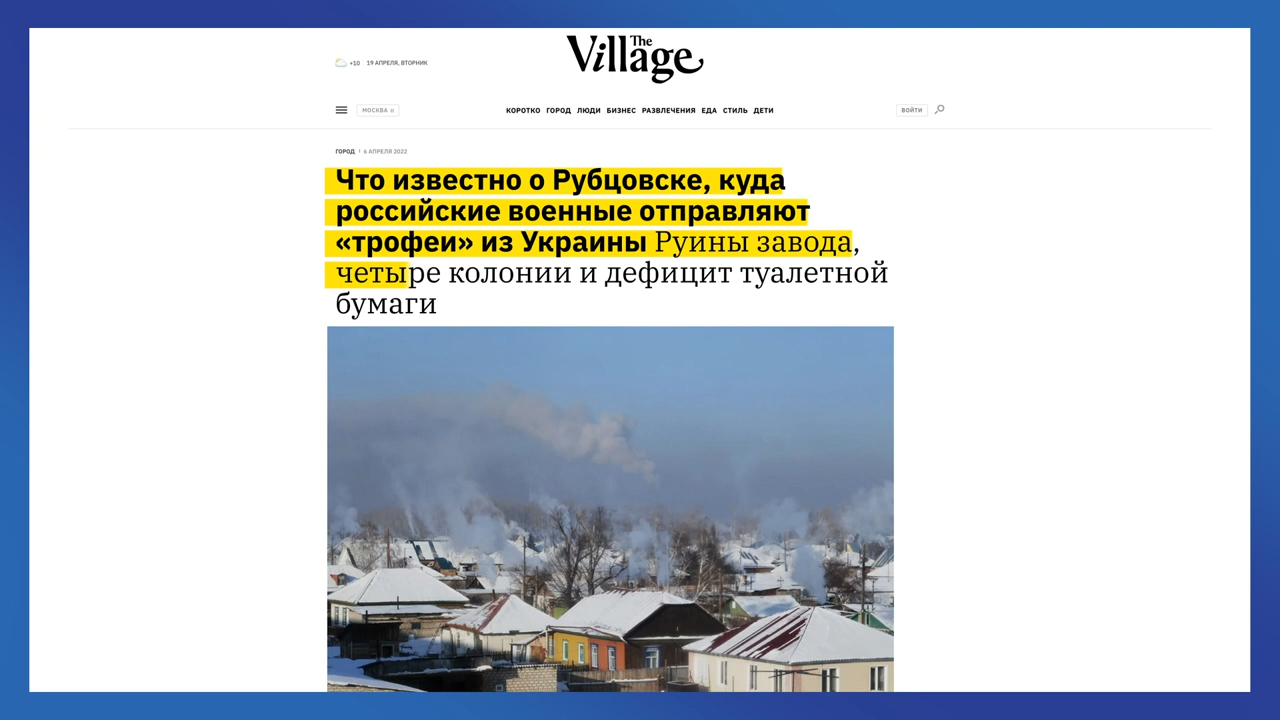 The Village
+10 19 АПРЕЛЯ, ВТОРНИК
МОСКВА
КОРОТКО ГОРОД ЛЮДИ БИЗНЕС РАЗВЛЕЧЕНИЯ ЕДА СТИЛЬ ДЕТИ
ВОЙТИ
ГОРОД 6 АПРЕЛЯ 2022
Что известно о Рубцовске, куда
российские военные отправляют
«трофеи» из Украины Руины завода,
четыре колонии и дефицит туалетной
бумаги